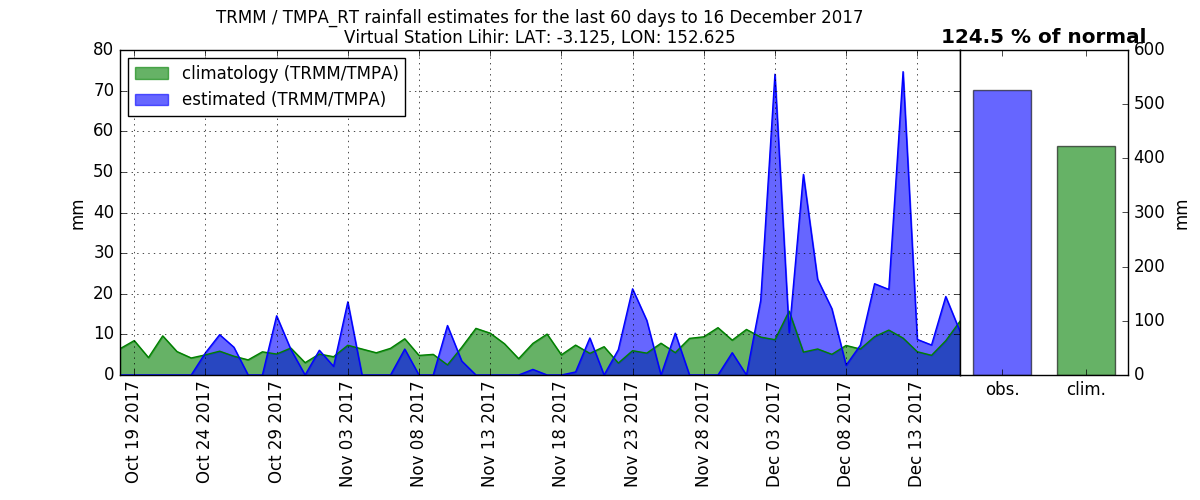 TRMM / TMPA_RT rainfall estimates for the last 60 days to 16 December 2017
Virtual Station Lihir: LAT: -3.125, LON: 152.625
124.5 % of normal
climatology (TRMM/TMPA)
estimated (TRMM/TMPA)
mm
80
70
60
50
40
30
20
10
0
Oct 19 2017
Oct 24 2017
Oct 29 2017
Nov 03 2017
Nov 08 2017
Nov 13 2017
Nov 18 2017
Nov 23 2017
Nov 28 2017
Dec 03 2017
Dec 08 2017
Dec 13 2017
obs.
clim.
600
500
400
300
200
100
0
mm